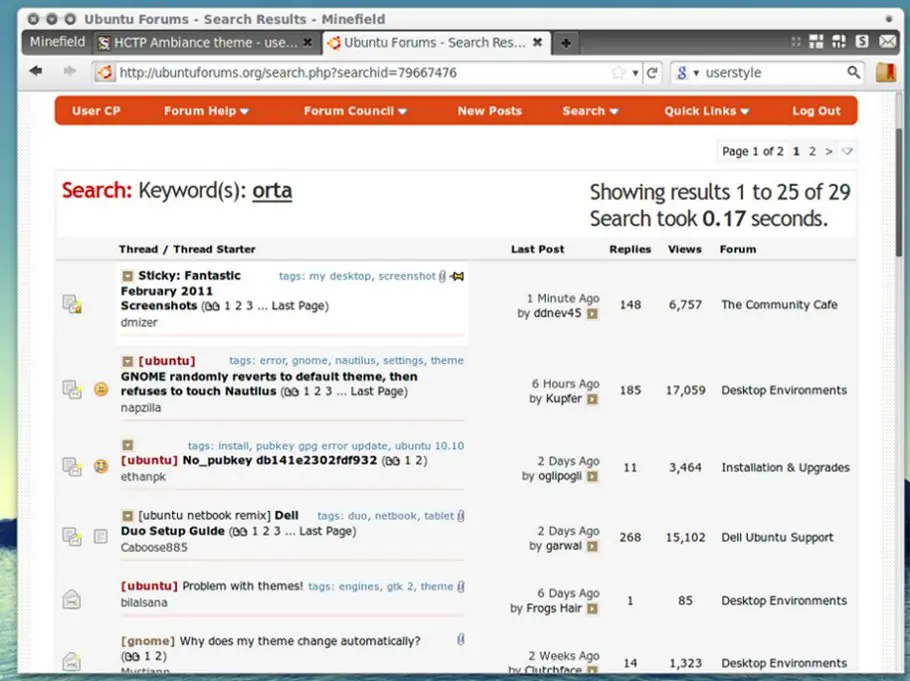 Ubuntu Forums - Search Results - Minefield
Minefield HCTP Ambiance theme - use... Ubuntu Forums - Search Res...
http://ubuntuforums.org/search.php?searchid=79667476 userstyle
User CP Forum Help Forum Council New Posts Search Quick Links Log Out
Page 1 of 2 1 2 >
Search: Keyword(s): orta
Showing results 1 to 25 of 29
Search took 0.17 seconds.
Thread / Thread Starter Last Post Replies Views Forum
Sticky: Fantastic tags: my desktop, screenshot
February 2011
Screenshots (1 2 3 ... Last Page)
dmizer
1 Minute Ago
by ddnev45
148 6,757 The Community Cafe
[ubuntu] tags: error, gnome, nautilus, settings, theme
GNOME randomly reverts to default theme, then
refuses to touch Nautilus (1 2 3 ... Last Page)
napzilla
6 Hours Ago
by Kupfer
185 17,059 Desktop Environments
tags: install, pubkey gpg error update, ubuntu 10.10
[ubuntu] No_pubkey db141e2302fdf932 (1 2)
ethanpk
2 Days Ago
by oglipogli
11 3,464 Installation & Upgrades
[ubuntu netbook remix] Dell tags: duo, netbook, tablet
Duo Setup Guide (1 2 3 ... Last Page)
Caboose885
2 Days Ago
by garwal
268 15,102 Dell Ubuntu Support
[ubuntu] Problem with themes! tags: engines, gtk 2, theme
bilalsana
6 Days Ago
by Frogs Hair
1 85 Desktop Environments
[gnome] Why does my theme change automatically?
(1 2)
2 Weeks Ago
by Clutchface
14 1,323 Desktop Environments